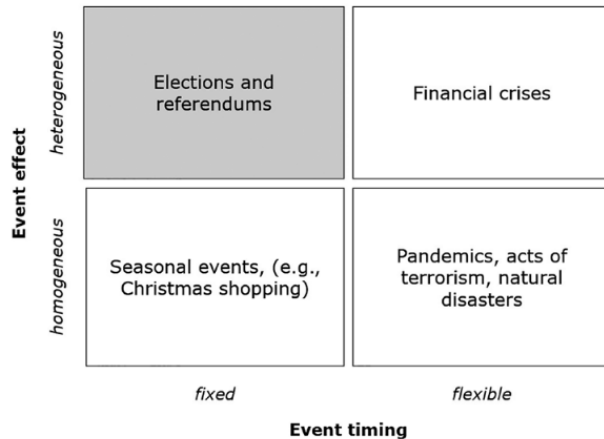 Event effect
heterogeneous
Elections and
referendums
Financial crises
homogeneous
Seasonal events, (e.g.,
Christmas shopping)
Pandemics, acts of
terrorism, natural
disasters
fixed
flexible
Event timing